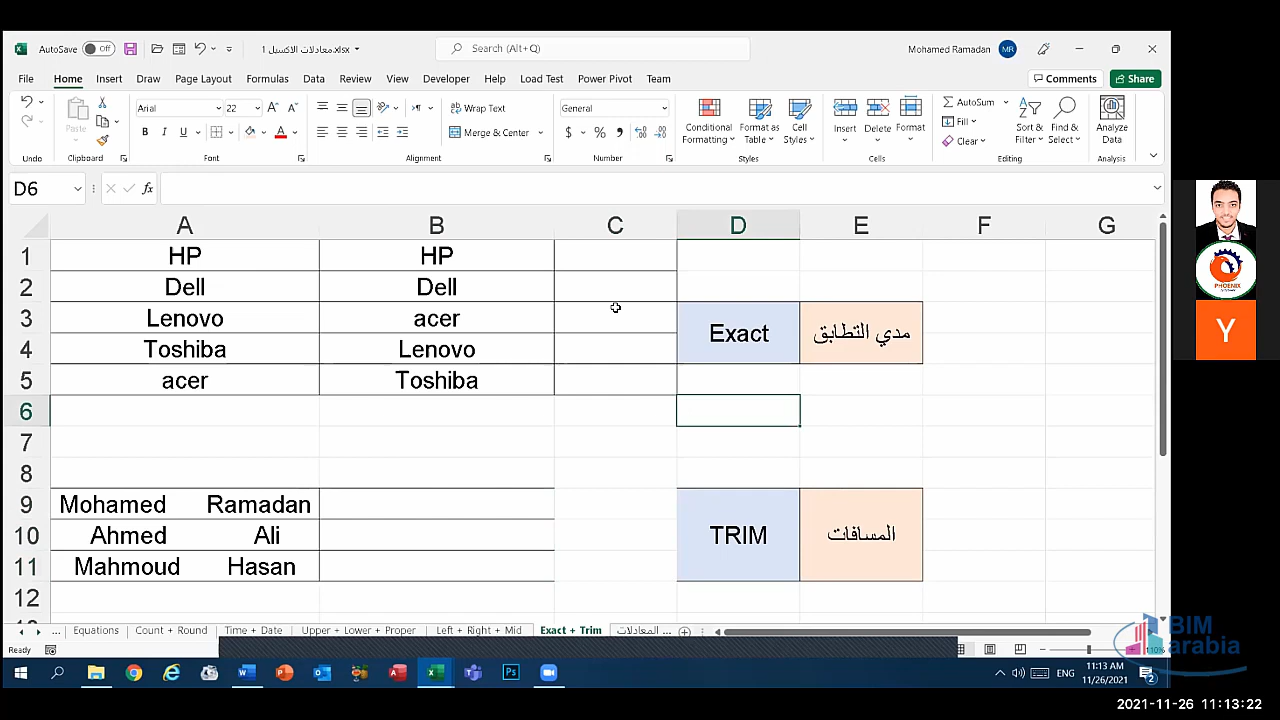 AutoSave Off معادلات الاكسيل 1.xlsx Search (Alt+Q) Mohamed Ramadan MR
File Home Insert Draw Page Layout Formulas Data Review View Developer Help Load Test Power Pivot Team Comments Share
Arial 22 Wrap Text General AutoSum
Paste B I U Merge & Center $ % Conditional Formatting Format as Table Cell Styles Insert Delete Format Fill Clear Sort & Filter Find & Select Analyze Data
Undo Clipboard Font Alignment Number Styles Cells Editing Analysis
D6 fx
A B C D E F G
1 HP HP
2 Dell Dell
3 Lenovo acer
Exact مدي التطابق
4 Toshiba Lenovo
5 acer Toshiba
6
7
8
9 Mohamed Ramadan
10 Ahmed Ali TRIM المسافات
11 Mahmoud Hasan
12
... Equations Count + Round Time + Date Upper + Lower + Proper Left + Right + Mid Exact + Trim المعادلات ...
Ready 110%
ENG 11:13 AM
11/26/2021 2
PHOENIX
Y
BIM
arabia
2021-11-26 11:13:22